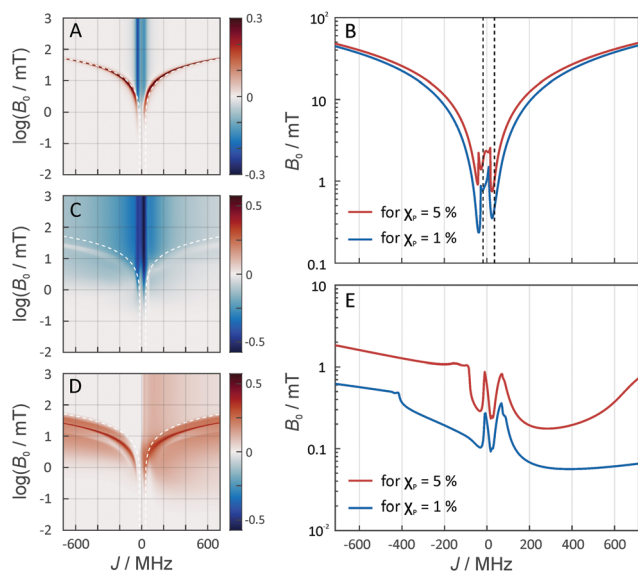 A
log(B₀ / mT)
3
2
1
0
-1
-2
0.3
0
-0.3
B
B₀ / mT
10²
10
1
0.1
-600 -400 -200 0 200 400 600
for χₚ = 5 %
for χₚ = 1 %
C
log(B₀ / mT)
3
2
1
0
-1
-2
0.5
0
-0.5
D
log(B₀ / mT)
3
2
1
0
-1
-2
0.5
0
-0.5
-600 0 600
J / MHz
E
B₀ / mT
10
1
0.1
10⁻²
for χₚ = 5 %
for χₚ = 1 %
-600 -400 -200 0 200 400 600
J / MHz